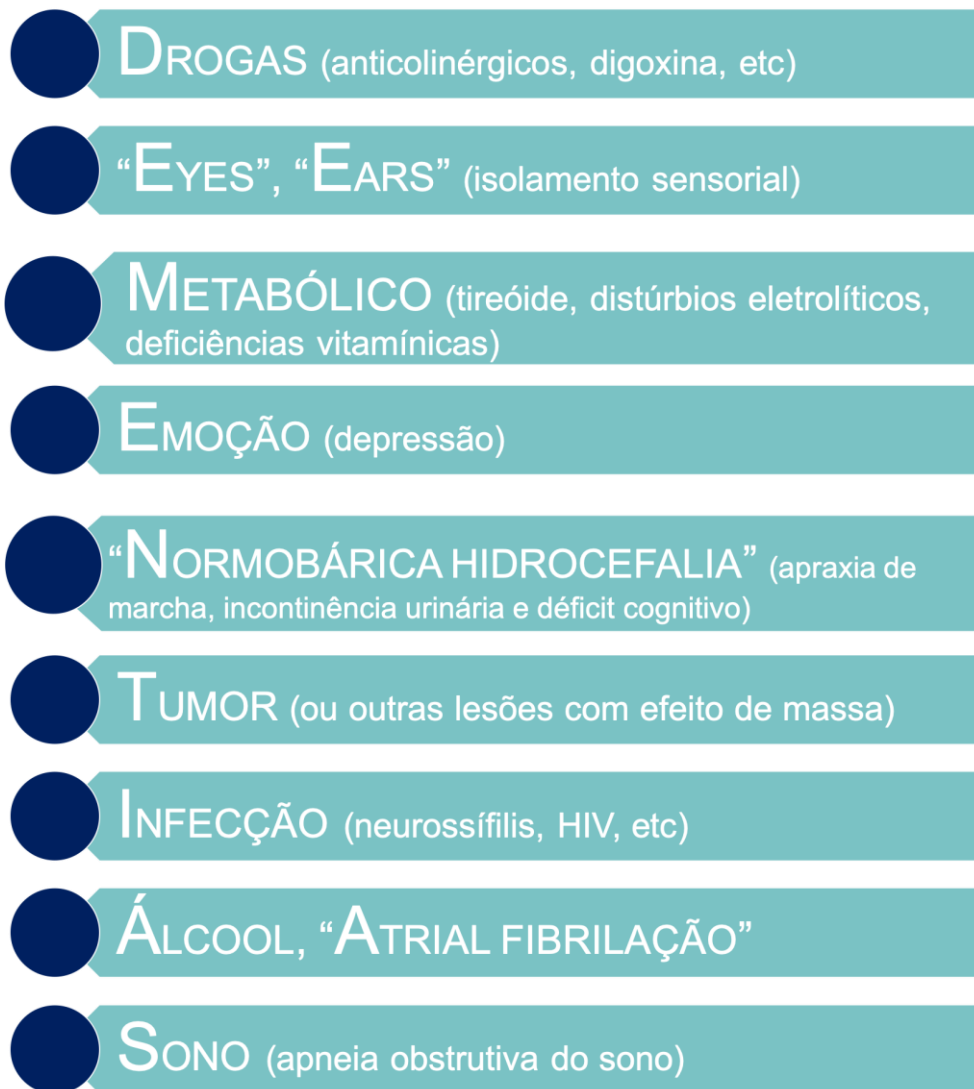 DROGAS (anticolinérgicos, digoxina, etc)
“EYES”, “EARS” (isolamento sensorial)
METABÓLICO (tireóide, distúrbios eletrolíticos,
deficiências vitamínicas)
EMOÇÃO (depressão)
“NORMOBÁRICA HIDROCEFALIA” (apraxia de
marcha, incontinência urinária e déficit cognitivo)
TUMOR (ou outras lesões com efeito de massa)
INFECÇÃO (neurossífilis, HIV, etc)
ÁLCOOL, “ATRIAL FIBRILAÇÃO”
SONO (apneia obstrutiva do sono)